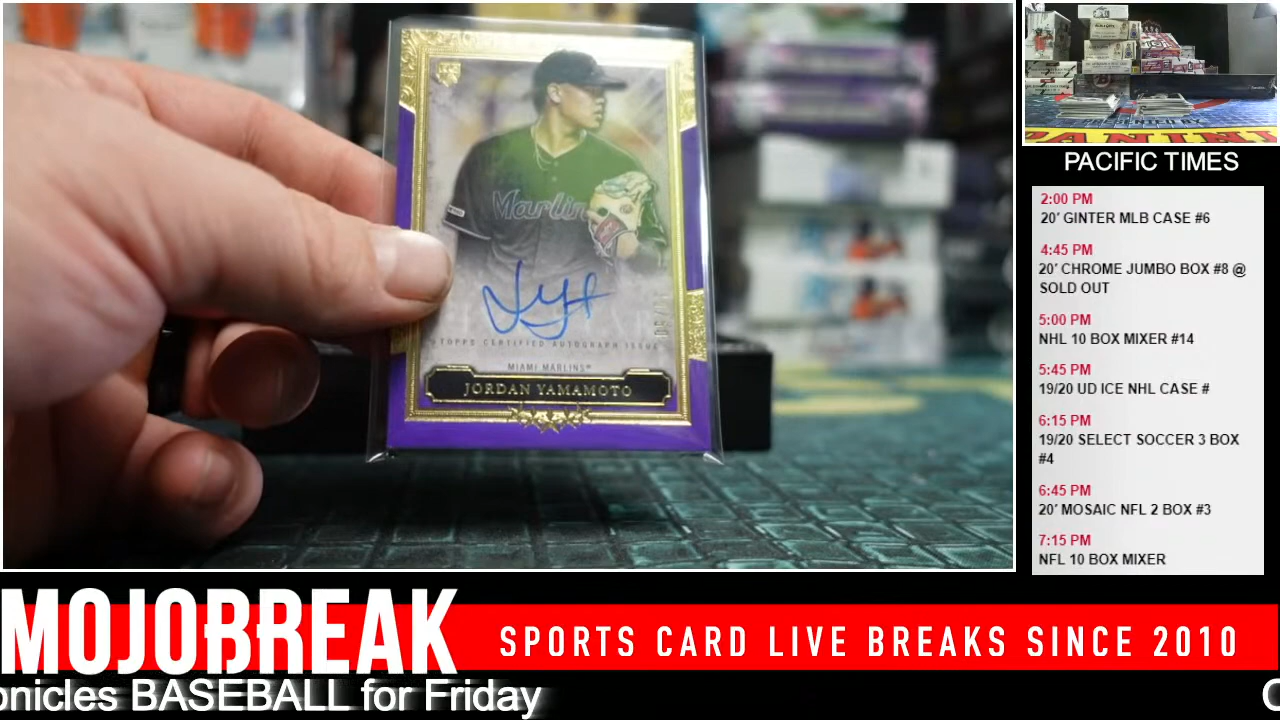 Marlin
TOPPS CERTIFIED AUTOGRAPH ISSUE
MIAMI MARLINS®
JORDAN YAMAMOTO
PACIFIC TIMES
2:00 PM
20' GINTER MLB CASE #6
4:45 PM
20' CHROME JUMBO BOX #8 @
SOLD OUT
5:00 PM
NHL 10 BOX MIXER #14
5:45 PM
19/20 UD ICE NHL CASE #
6:15 PM
19/20 SELECT SOCCER 3 BOX
#4
6:45 PM
20' MOSAIC NFL 2 BOX #3
7:15 PM
NFL 10 BOX MIXER
MOJOBREAK
SPORTS CARD LIVE BREAKS SINCE 2010
onicles BASEBALL for Friday
C
PANINI